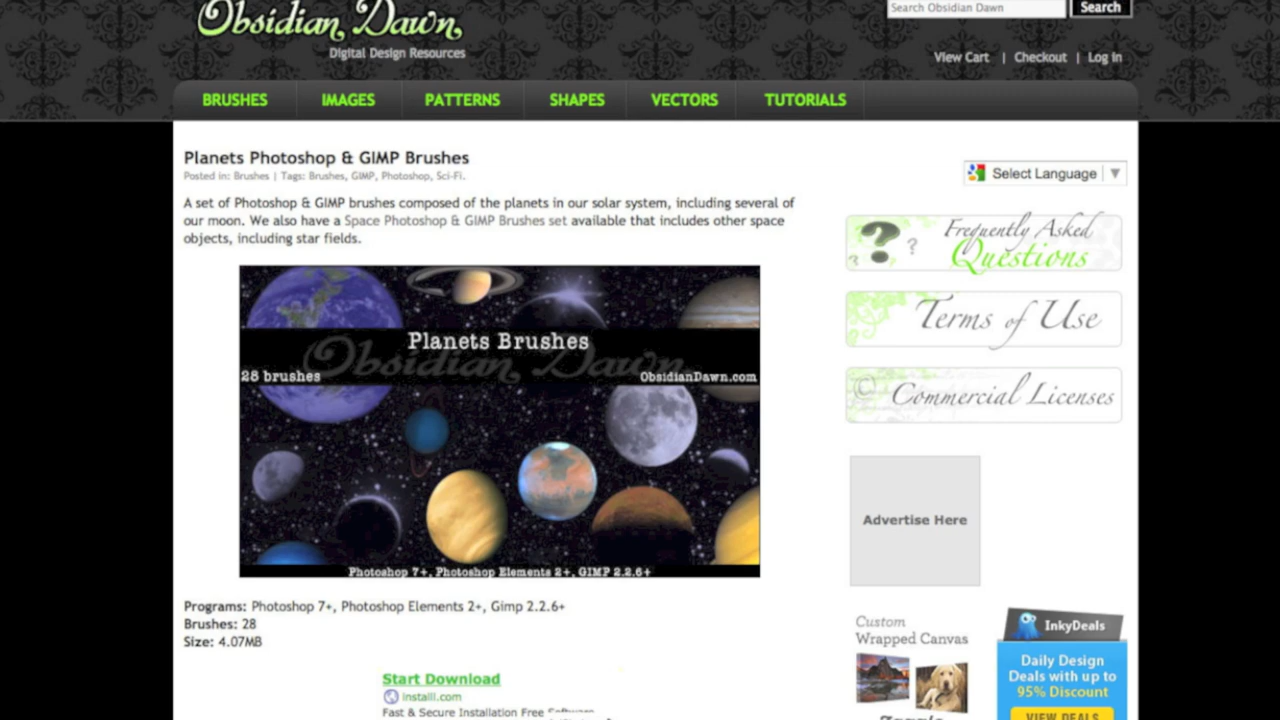 Obsidian Dawn
Digital Design Resources
Search Obsidian Dawn
Search
View Cart | Checkout | Log In
BRUSHES
IMAGES
PATTERNS
SHAPES
VECTORS
TUTORIALS
Planets Photoshop & GIMP Brushes
Posted in: Brushes | Tags: Brushes, GIMP, Photoshop, Sci-Fi.
A set of Photoshop & GIMP brushes composed of the planets in our solar system, including several of
our moon. We also have a Space Photoshop & GIMP Brushes set available that includes other space
objects, including star fields.
Planets Brushes
Obsidian Dawn
28 brushes
ObsidianDawn.com
Photoshop 7+, Photoshop Elements 2+, GIMP 2.2.6+
Programs: Photoshop 7+, Photoshop Elements 2+, Gimp 2.2.6+
Brushes: 28
Size: 4.07MB
Start Download
installl.com
Fast & Secure Installation Free Software
Select Language
Frequently Asked
Questions
Terms of Use
© Commercial Licenses
Advertise Here
Custom
Wrapped Canvas
InkyDeals
Daily Design
Deals with up to
95% Discount
VIEW DEALS